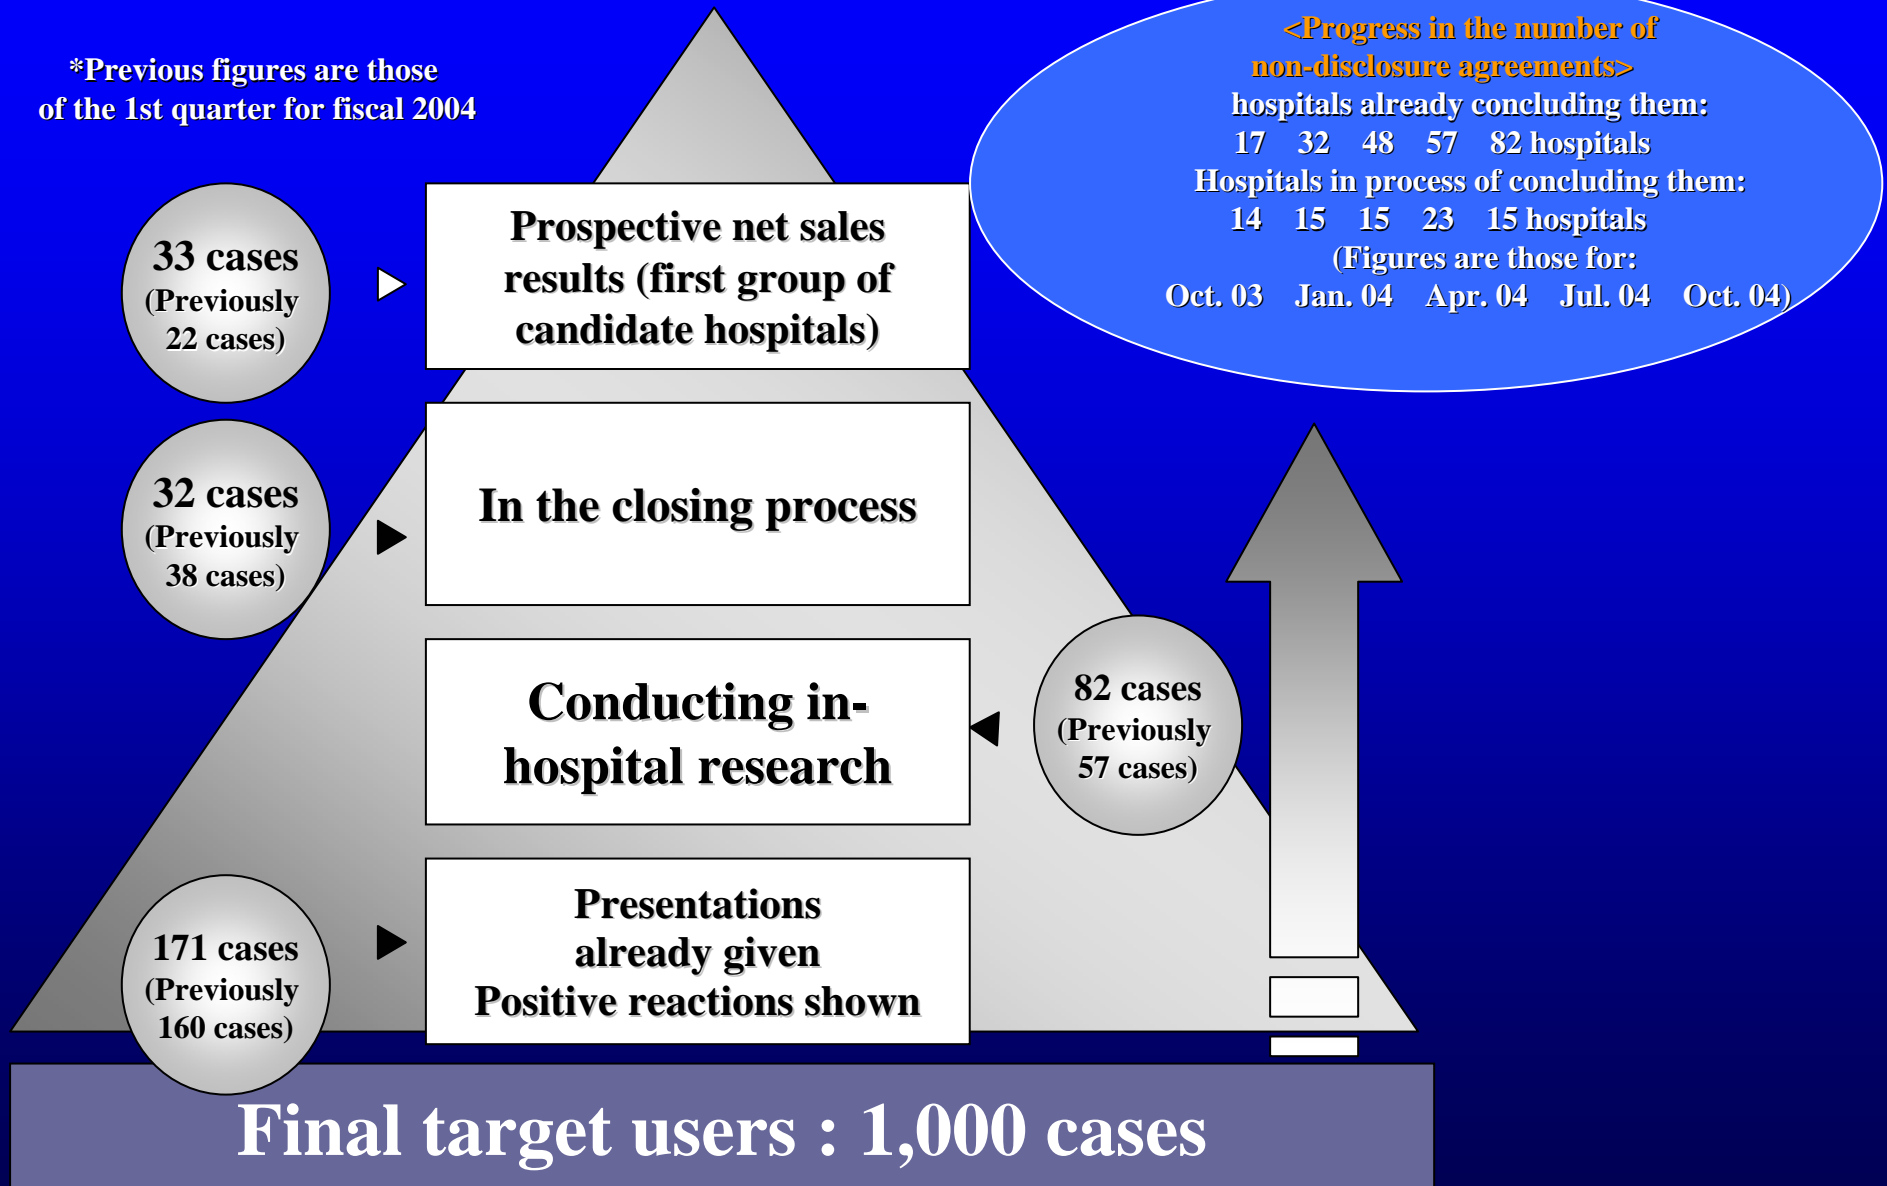 *Previous figures are those
of the 1st quarter for fiscal 2004
<Progress in the number of
non-disclosure agreements>
hospitals already concluding them:
17 32 48 57 82 hospitals
Hospitals in process of concluding them:
14 15 15 23 15 hospitals
(Figures are those for:
Oct. 03 Jan. 04 Apr. 04 Jul. 04 Oct. 04)
33 cases
(Previously
22 cases)
Prospective net sales
results (first group of
candidate hospitals)
32 cases
(Previously
38 cases)
In the closing process
Conducting in-
hospital research
82 cases
(Previously
57 cases)
171 cases
(Previously
160 cases)
Presentations
already given
Positive reactions shown
Final target users : 1,000 cases